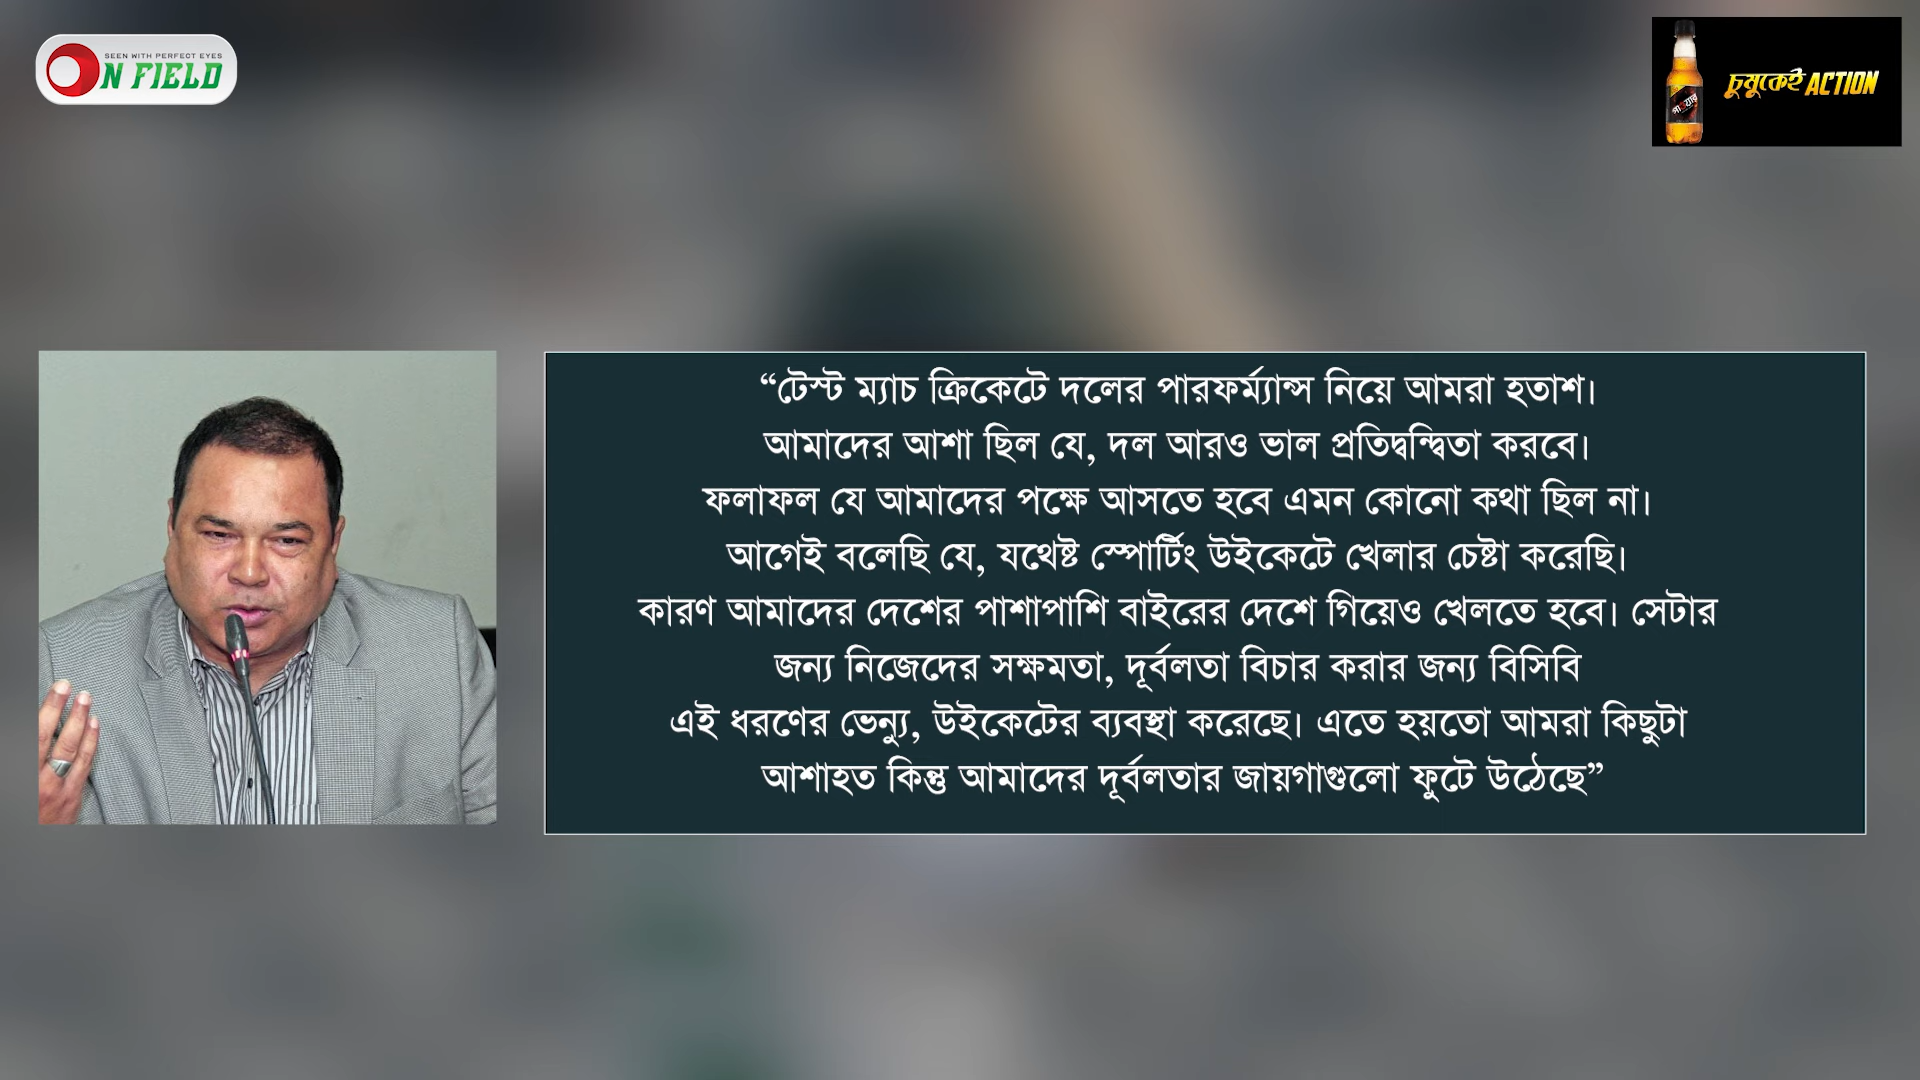 SEEN WITH PERFECT EYES
ON FIELD
চুমুকেই ACTION
পাওয়ার
“টেস্ট ম্যাচ ক্রিকেটে দলের পারফর্ম্যান্স নিয়ে আমরা হতাশ।
আমাদের আশা ছিল যে, দল আরও ভাল প্রতিদ্বন্দ্বিতা করবে।
ফলাফল যে আমাদের পক্ষে আসতে হবে এমন কোনো কথা ছিল না।
আগেই বলেছি যে, যথেষ্ট স্পোর্টিং উইকেটে খেলার চেষ্টা করেছি।
কারণ আমাদের দেশের পাশাপাশি বাইরের দেশে গিয়েও খেলতে হবে। সেটার
জন্য নিজেদের সক্ষমতা, দূর্বলতা বিচার করার জন্য বিসিবি
এই ধরণের ভেন্যু, উইকেটের ব্যবস্থা করেছে। এতে হয়তো আমরা কিছুটা
আশাহত কিন্তু আমাদের দূর্বলতার জায়গাগুলো ফুটে উঠেছে”